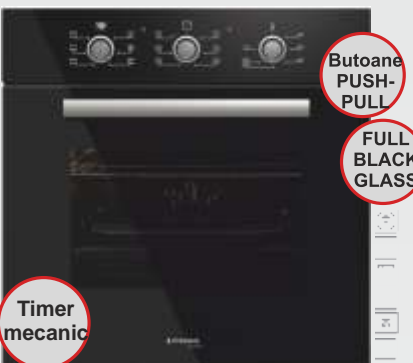 Butoane
PUSH-
PULL
FULL
BLACK
GLASS
Timer
mecanic